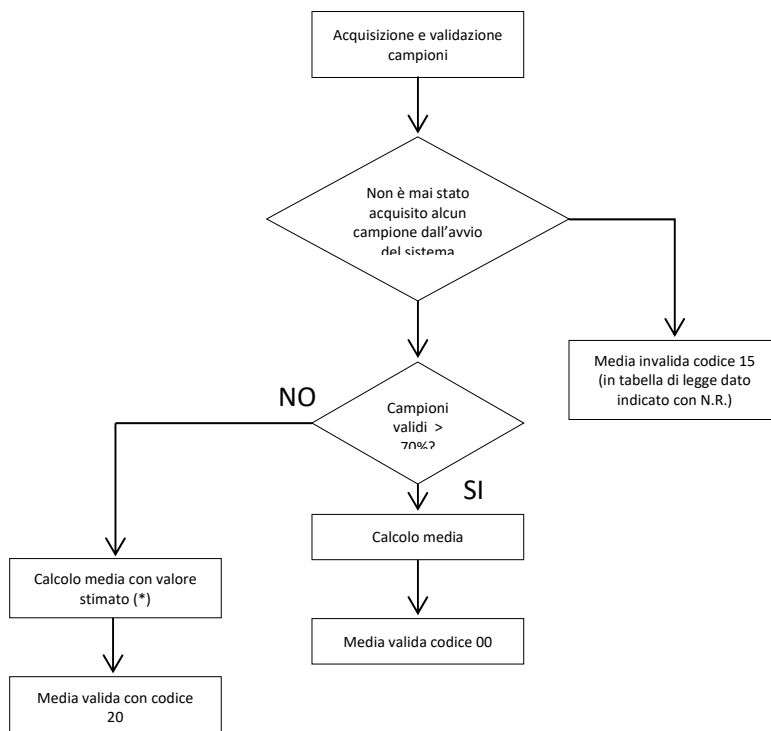 Acquisizione e validazione
campioni
Non è mai stato
acquisito alcun
campione dall'avvio
del sistema
Media invalida codice 15
(in tabella di legge dato
indicato con N.R.)
NO
Campioni
validi >
70%?
SI
Calcolo media
Calcolo media con valore
stimato (*)
Media valida codice 00
Media valida con codice
20